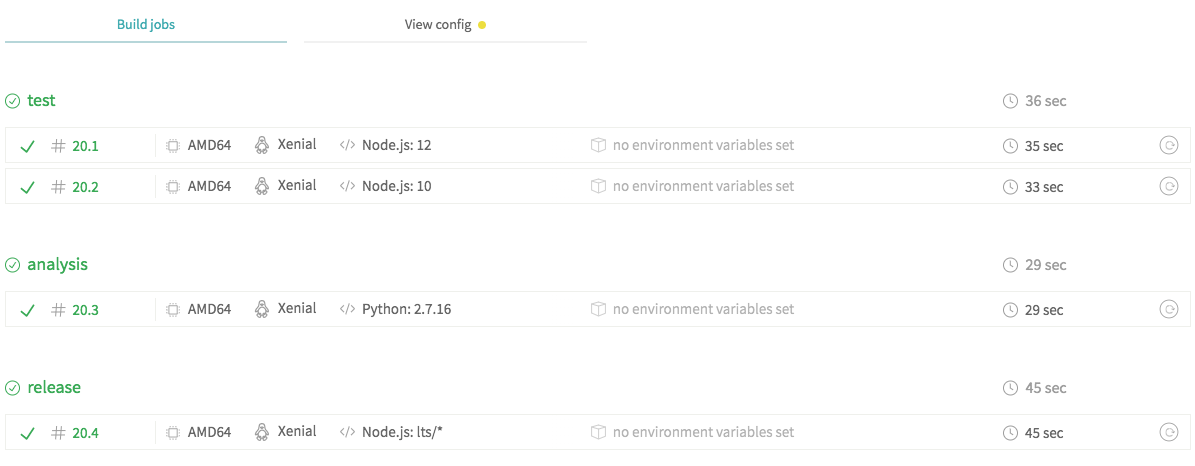 Build jobs View config
test 36 sec
# 20.1 AMD64 Xenial </> Node.js: 12 no environment variables set 35 sec
# 20.2 AMD64 Xenial </> Node.js: 10 no environment variables set 33 sec
analysis 29 sec
# 20.3 AMD64 Xenial </> Python: 2.7.16 no environment variables set 29 sec
release 45 sec
# 20.4 AMD64 Xenial </> Node.js: lts/* no environment variables set 45 sec